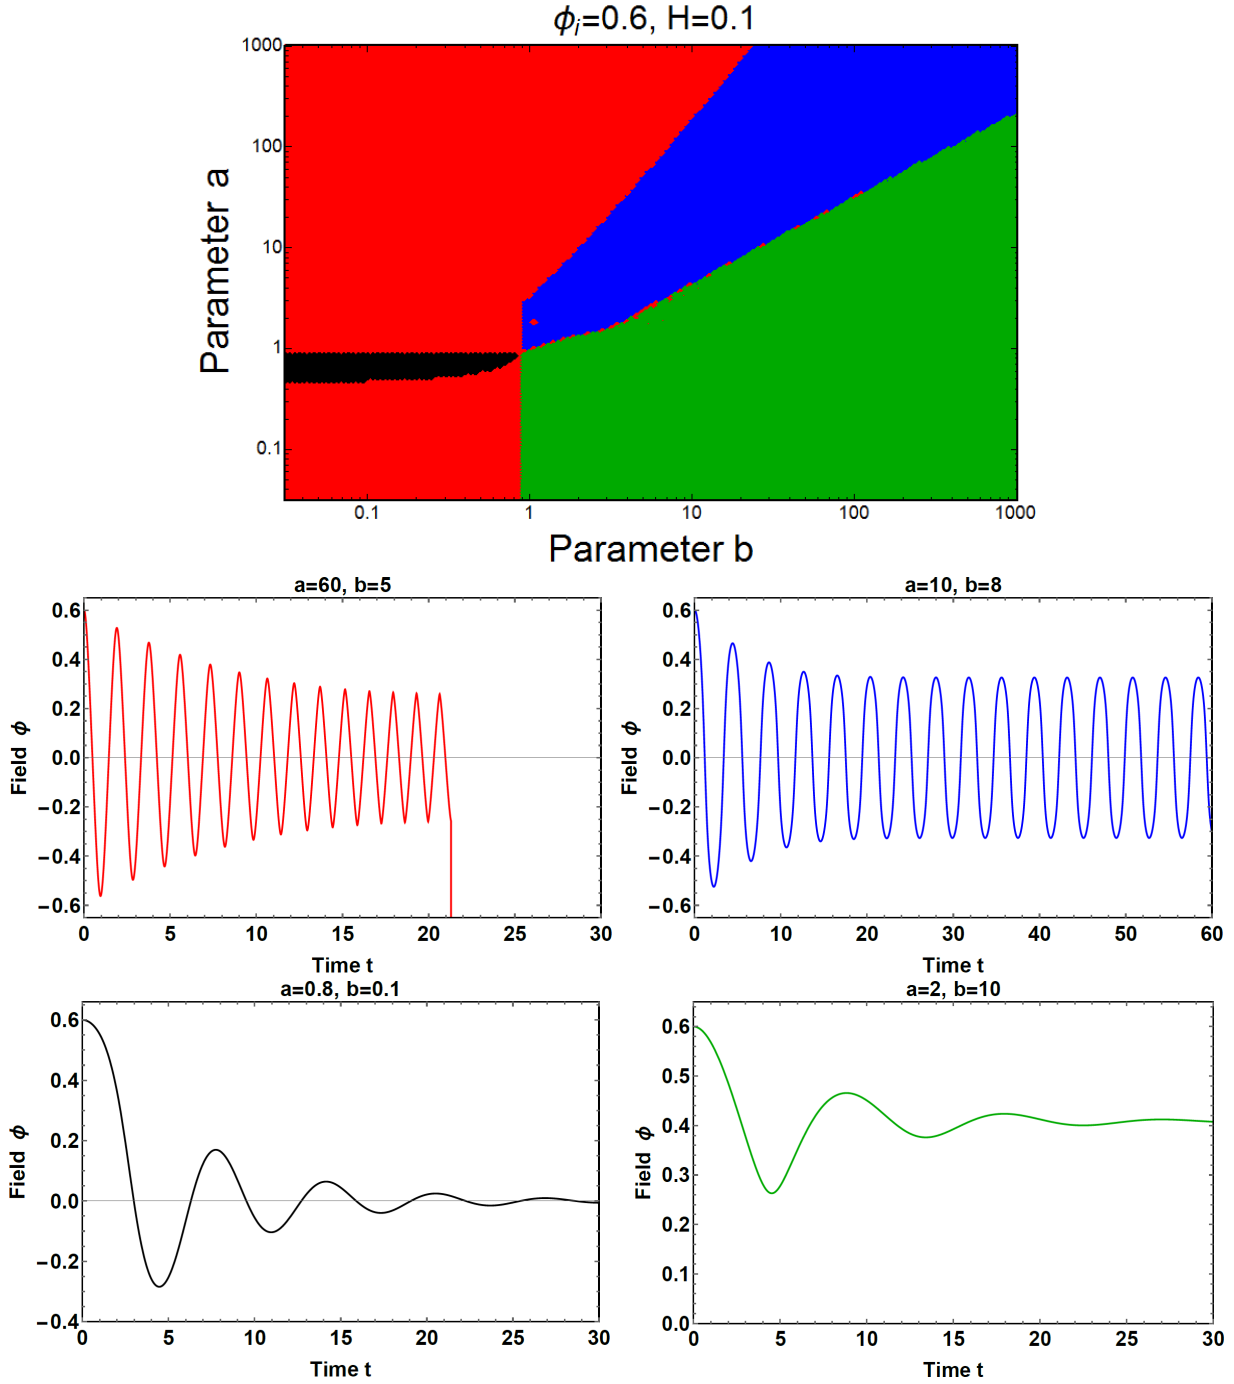 ϕi=0.6, H=0.1
1000
100
10
1
0.1
Parameter a
0.1 1 10 100 1000
Parameter b
a=60, b=5
0.6
0.4
0.2
0.0
−0.2
−0.4
−0.6
Field ϕ
0 5 10 15 20 25 30
Time t
a=10, b=8
0.6
0.4
0.2
0.0
−0.2
−0.4
−0.6
Field ϕ
0 10 20 30 40 50 60
Time t
a=0.8, b=0.1
0.6
0.4
0.2
0.0
−0.2
−0.4
Field ϕ
0 5 10 15 20 25 30
Time t
a=2, b=10
0.6
0.5
0.4
0.3
0.2
0.1
0.0
Field ϕ
0 5 10 15 20 25 30
Time t